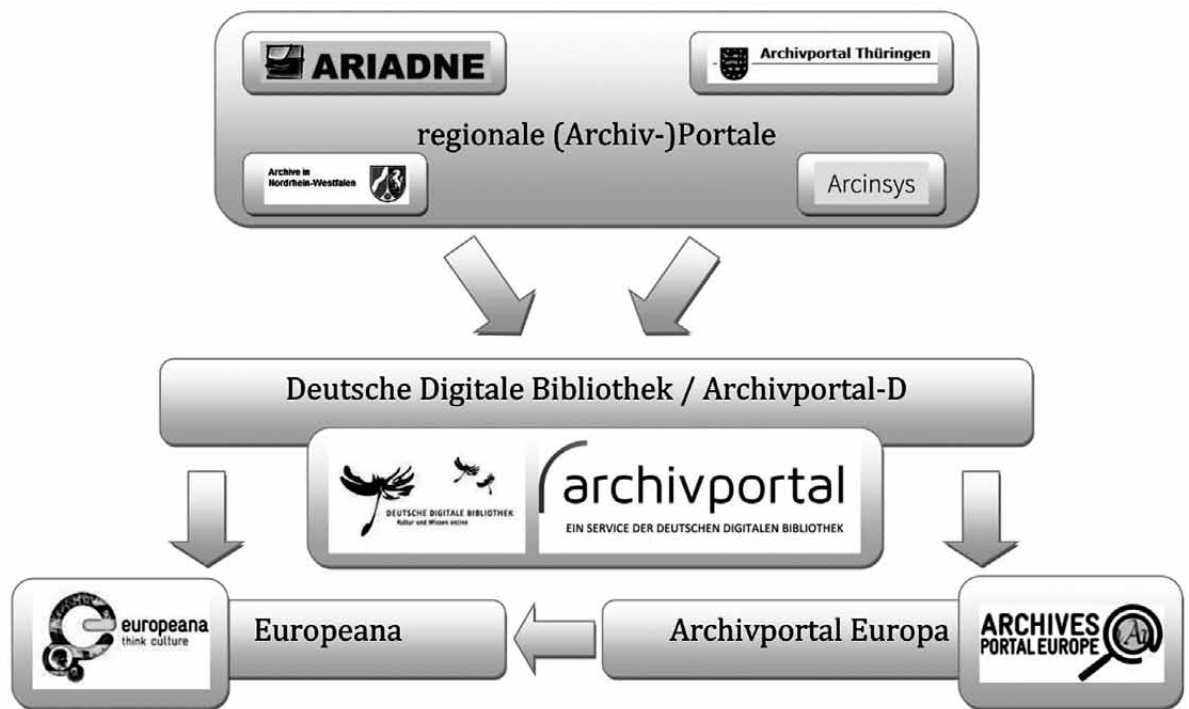 ARIADNE
Archivportal Thüringen
regionale (Archiv-)Portale
Archive in
Nordrhein-Westfalen
Arcinsys
Deutsche Digitale Bibliothek / Archivportal-D
DEUTSCHE DIGITALE BIBLIOTHEK
Kultur und Wissen online
archivportal
EIN SERVICE DER DEUTSCHEN DIGITALEN BIBLIOTHEK
europeana
think culture
Europeana
Archivportal Europa
ARCHIVES
PORTAL EUROPE